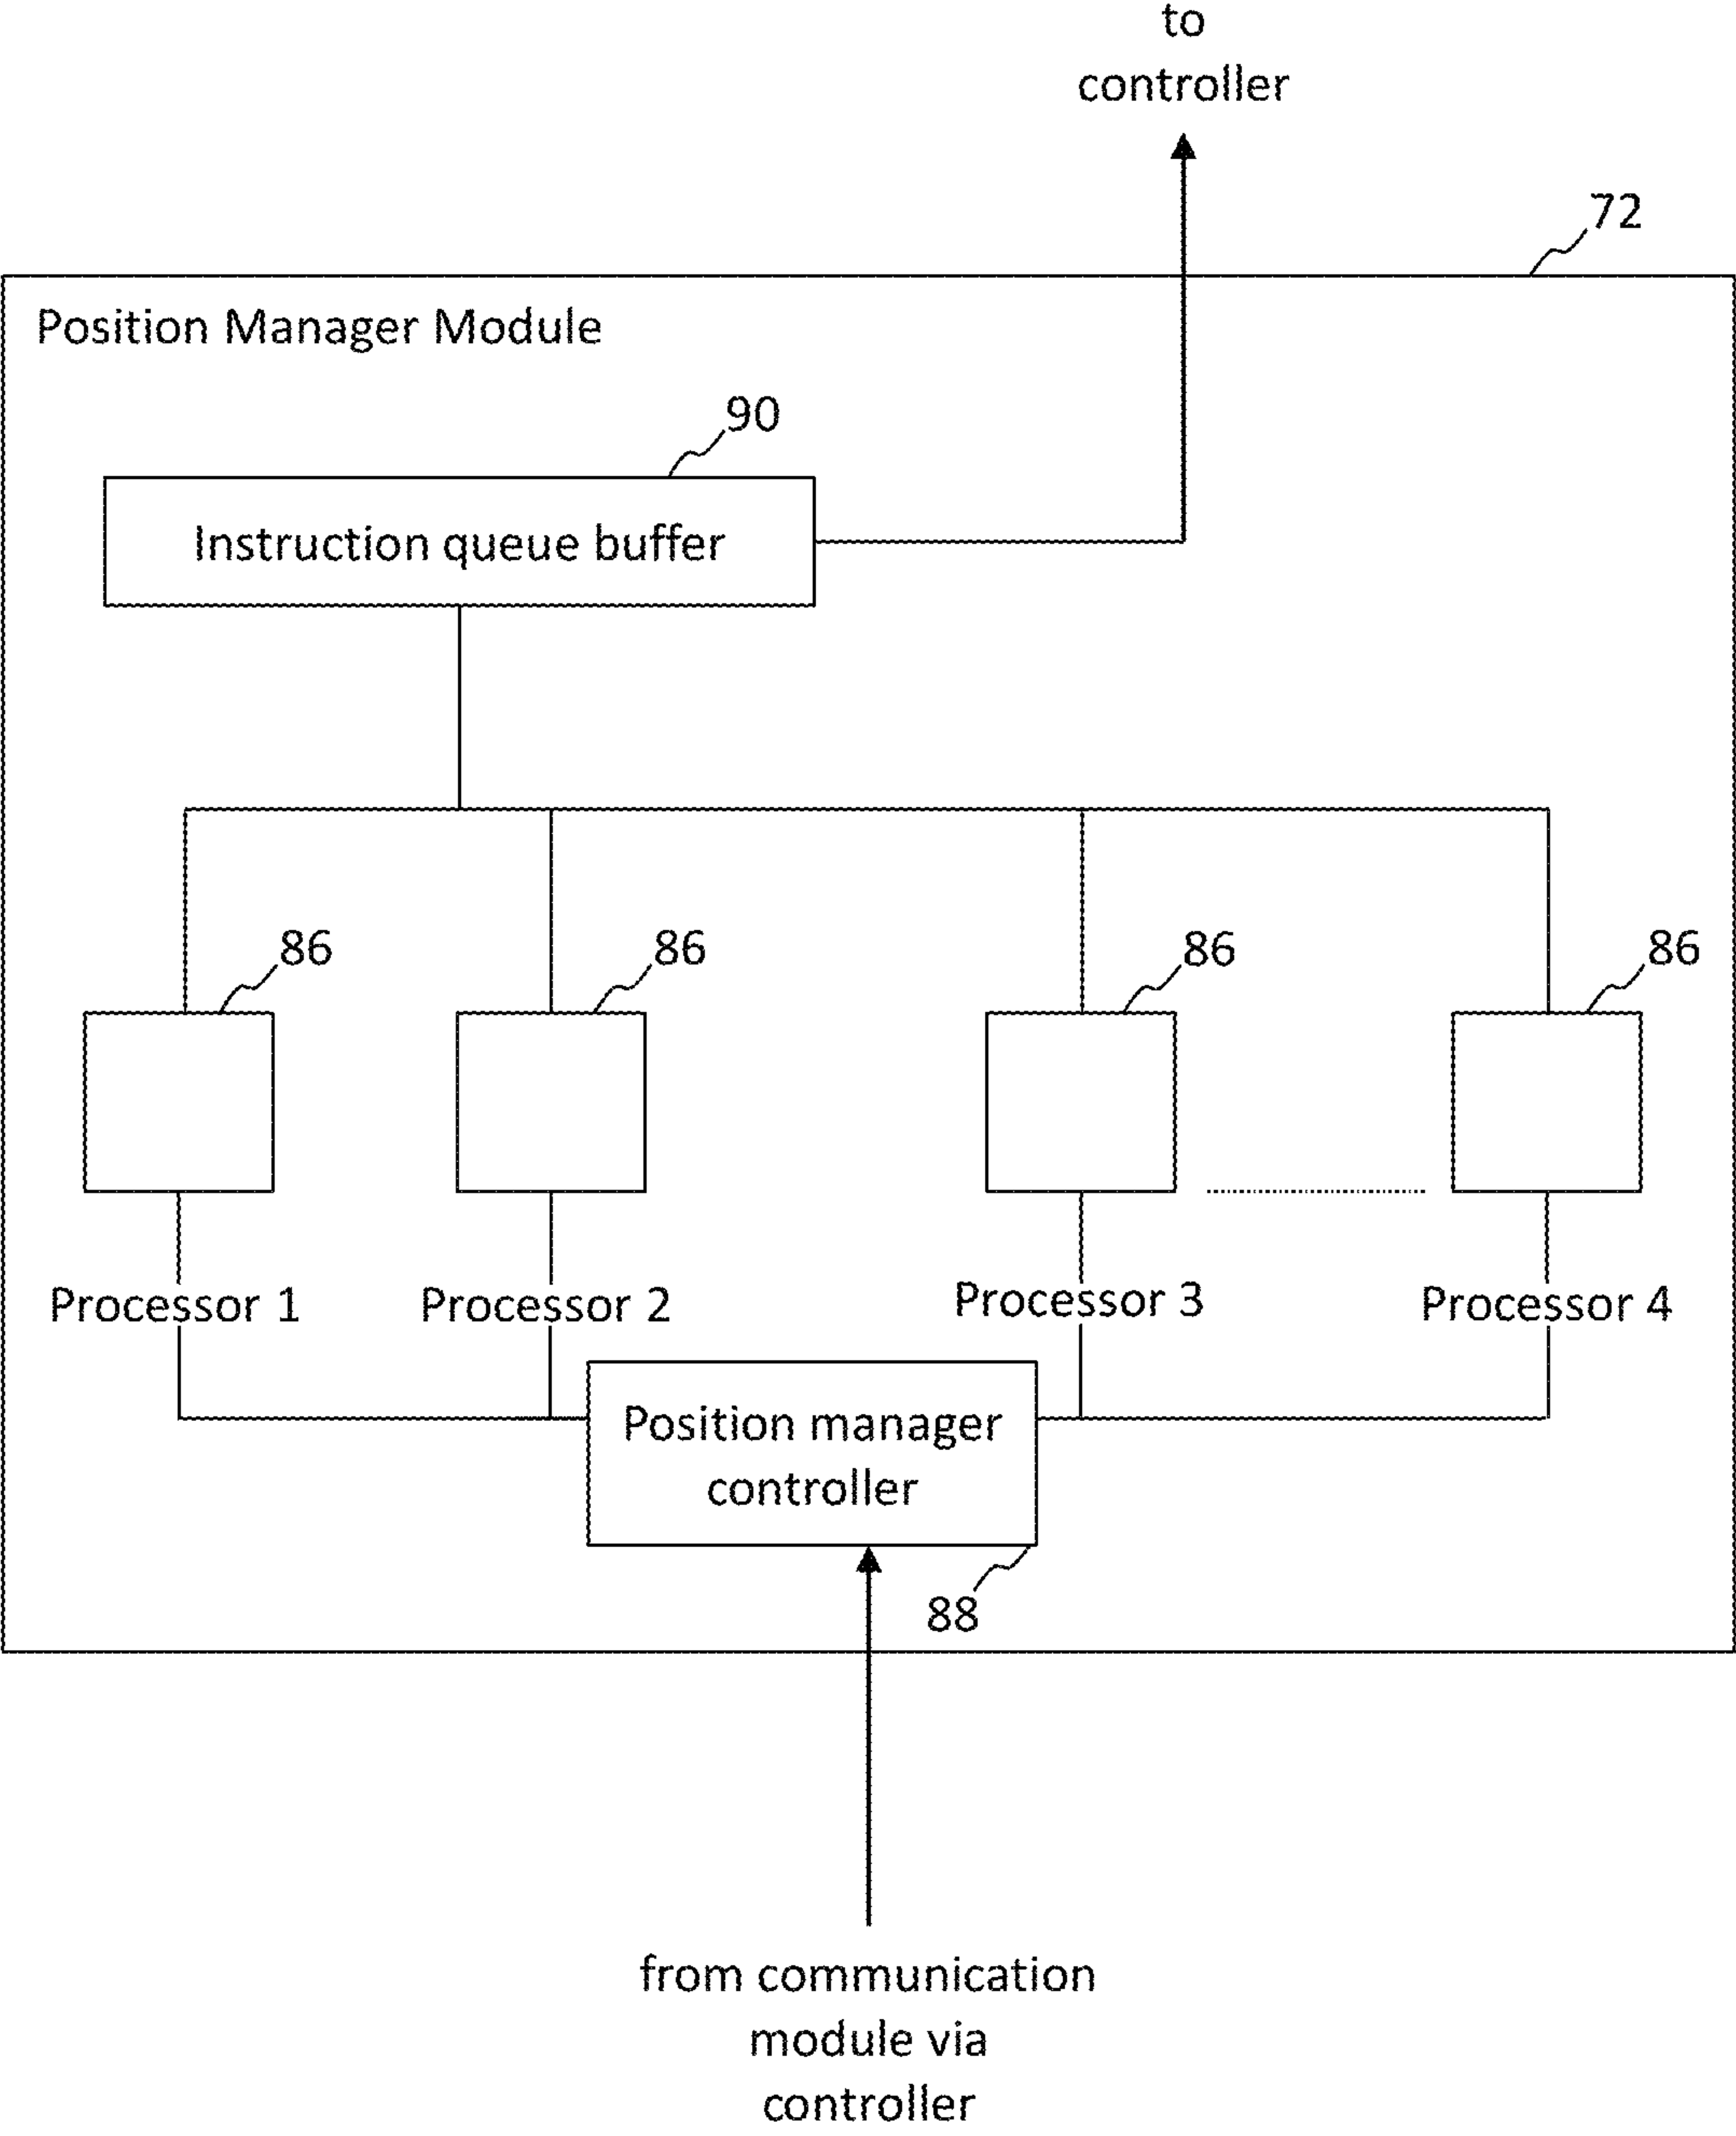 to
controller
72
Position Manager Module
90
Instruction queue buffer
86
86
86
86
Processor 1
Processor 2
Processor 3
Processor 4
Position manager
controller
88
from communication
module via
controller